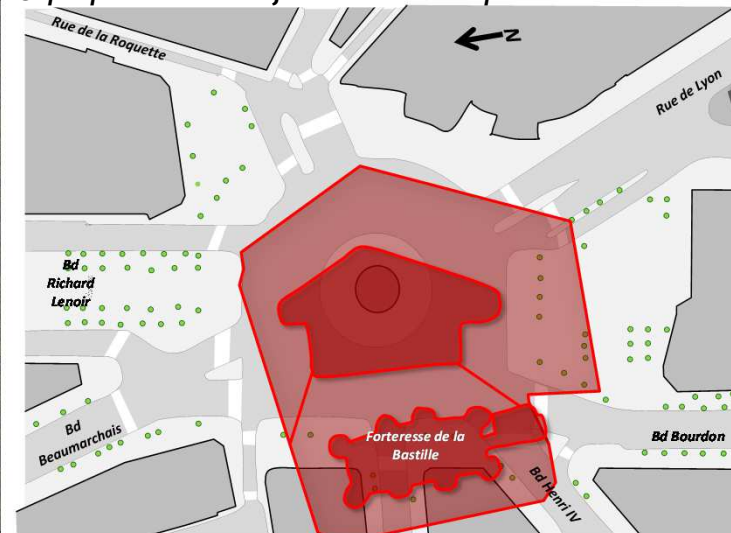 Rue de la Roquette
N
Rue de Lyon
Bd
Richard
Lenoir
Bd
Beaumarchais
Forteresse de la
Bastille
Bd Bourdon
Bd Henri IV